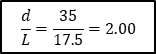 d/L = 35/17.5 = 2.00